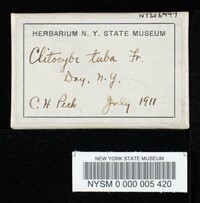 NYSd6997
HERBARIUM N. Y. STATE MUSEUM
Clitocybe tuba Fr.
Day, N.Y.
C. H. Peck. July 1911
NEW YORK STATE MUSEUM
NYSM 0 000 005 420